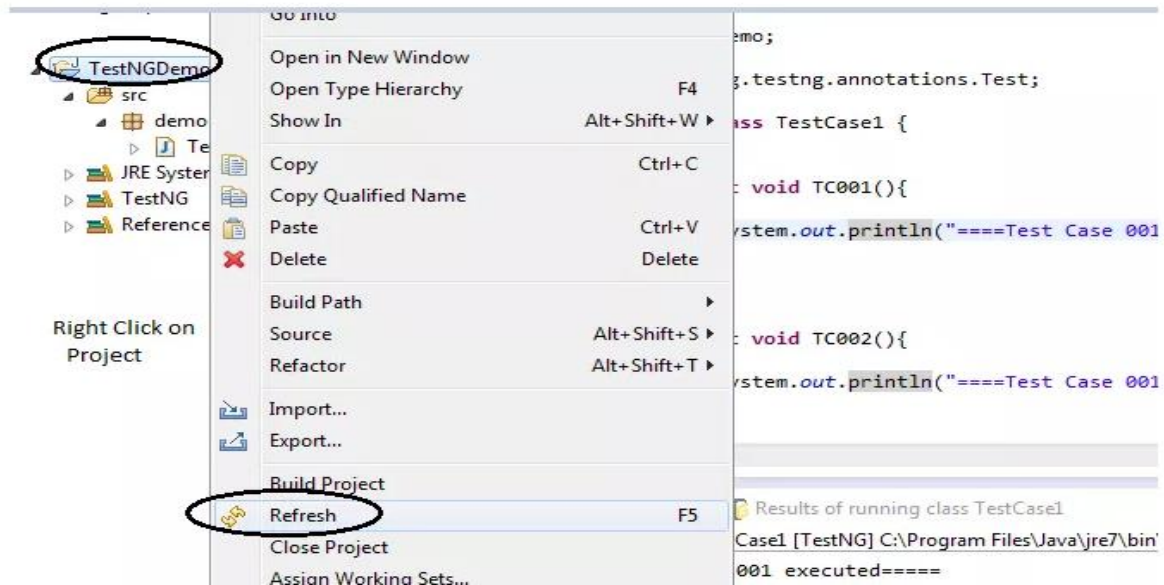 Go Into
TestNGDemo
src
demo
Te
JRE System
TestNG
Reference
Right Click on
Project
Open in New Window
Open Type Hierarchy F4
Show In Alt+Shift+W
Copy Ctrl+C
Copy Qualified Name
Paste Ctrl+V
Delete Delete
Build Path
Source Alt+Shift+S
Refactor Alt+Shift+T
Import...
Export...
Build Project
Refresh F5
Close Project
Assign Working Sets...
emo;
g.testng.annotations.Test;
ass TestCase1 {
void TC001(){
ystem.out.println("====Test Case 001
void TC002(){
ystem.out.println("====Test Case 001
Results of running class TestCase1
Case1 [TestNG] C:\Program Files\Java\jre7\bin\
001 executed=====